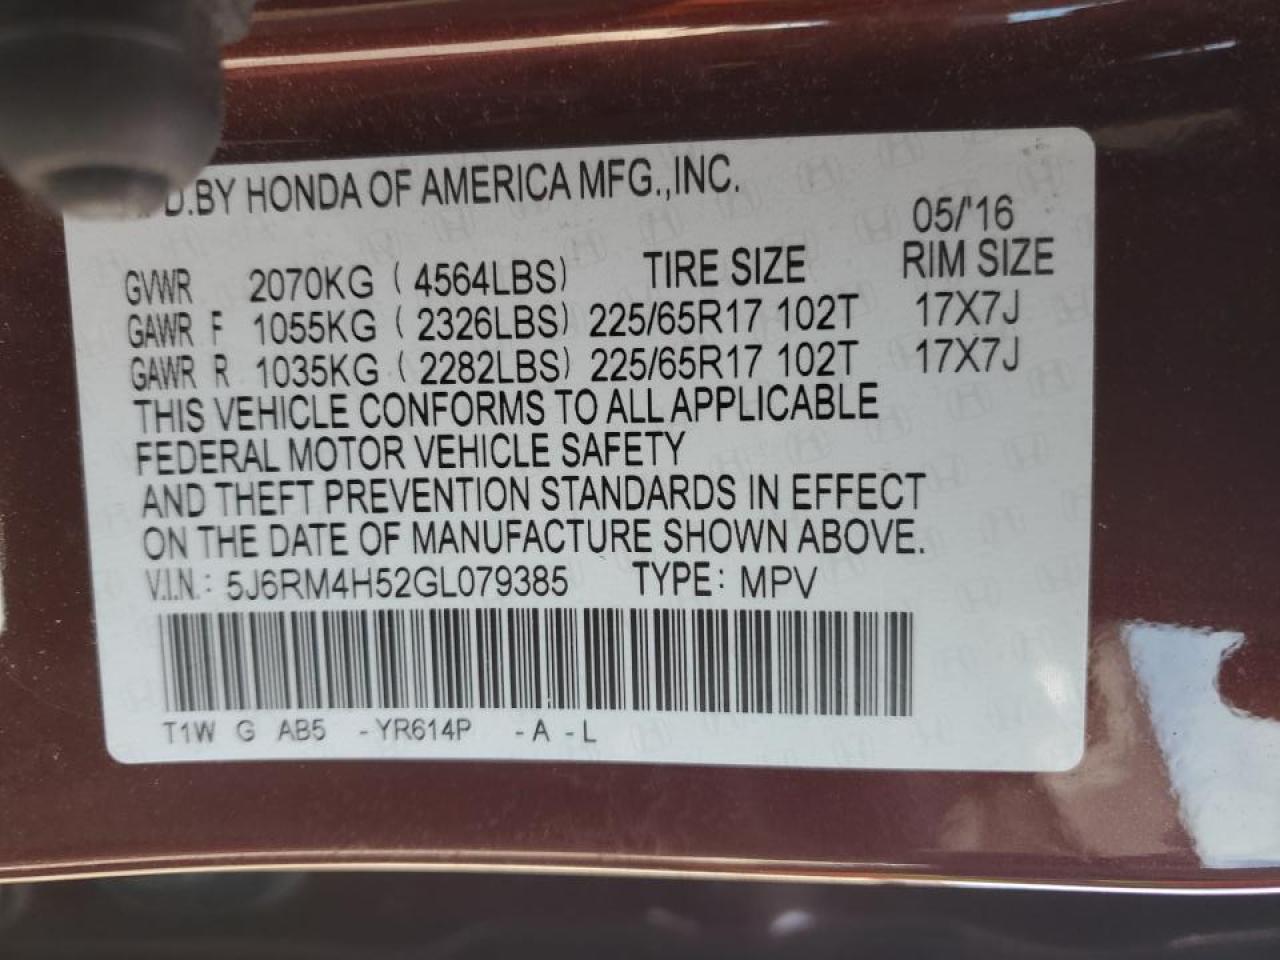 D.BY HONDA OF AMERICA MFG.,INC.
05/'16
GVWR 2070KG ( 4564LBS) TIRE SIZE RIM SIZE
GAWR F 1055KG ( 2326LBS) 225/65R17 102T 17X7J
GAWR R 1035KG ( 2282LBS) 225/65R17 102T 17X7J
THIS VEHICLE CONFORMS TO ALL APPLICABLE
FEDERAL MOTOR VEHICLE SAFETY
AND THEFT PREVENTION STANDARDS IN EFFECT
ON THE DATE OF MANUFACTURE SHOWN ABOVE.
V.I.N.: 5J6RM4H52GL079385 TYPE: MPV
T1W G AB5 -YR614P -A -L